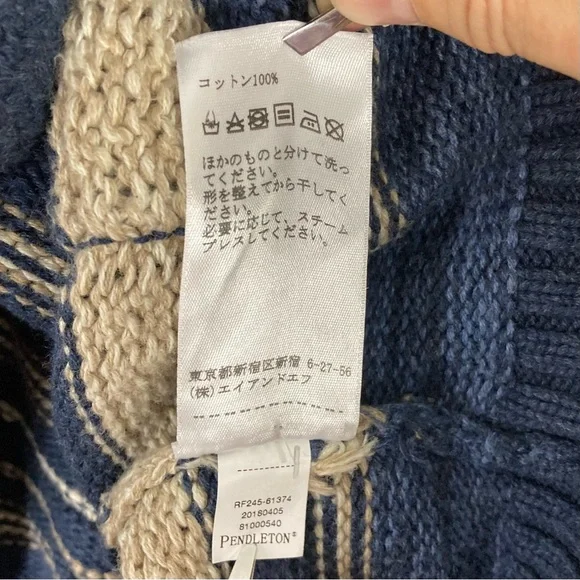 コットン100%
ほかのものと分けて洗っ
てください。
形を整えてから干してく
ださい。
必要に応じて、スチーム
プレスしてください。
東京都新宿区新宿 6-27-56
(株)エイアンドエフ
RF245-61374
20180405
81000540
PENDLETON®